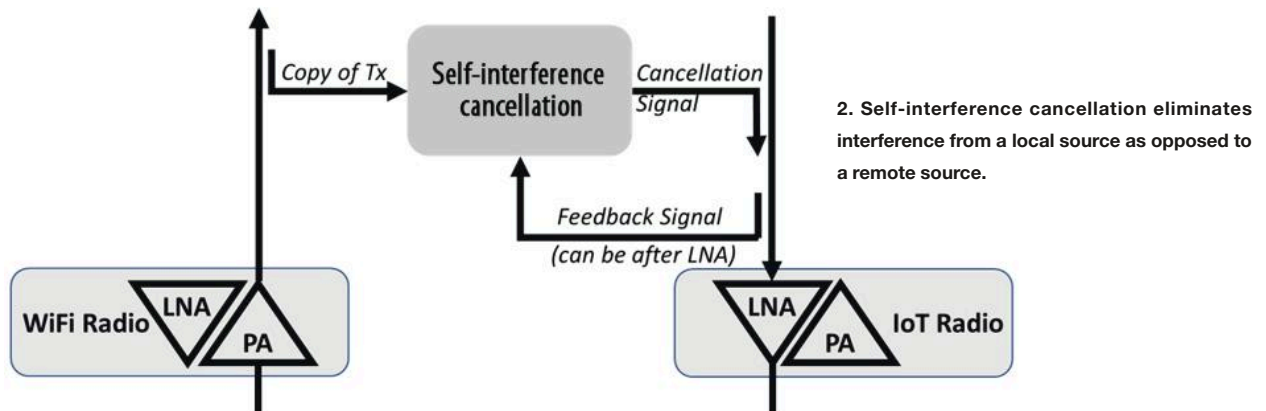 Copy of Tx
Self-interference
cancellation
Cancellation
Signal
2. Self-interference cancellation eliminates
interference from a local source as opposed to
a remote source.
Feedback Signal
(can be after LNA)
WiFi Radio
LNA
PA
LNA
PA
IoT Radio